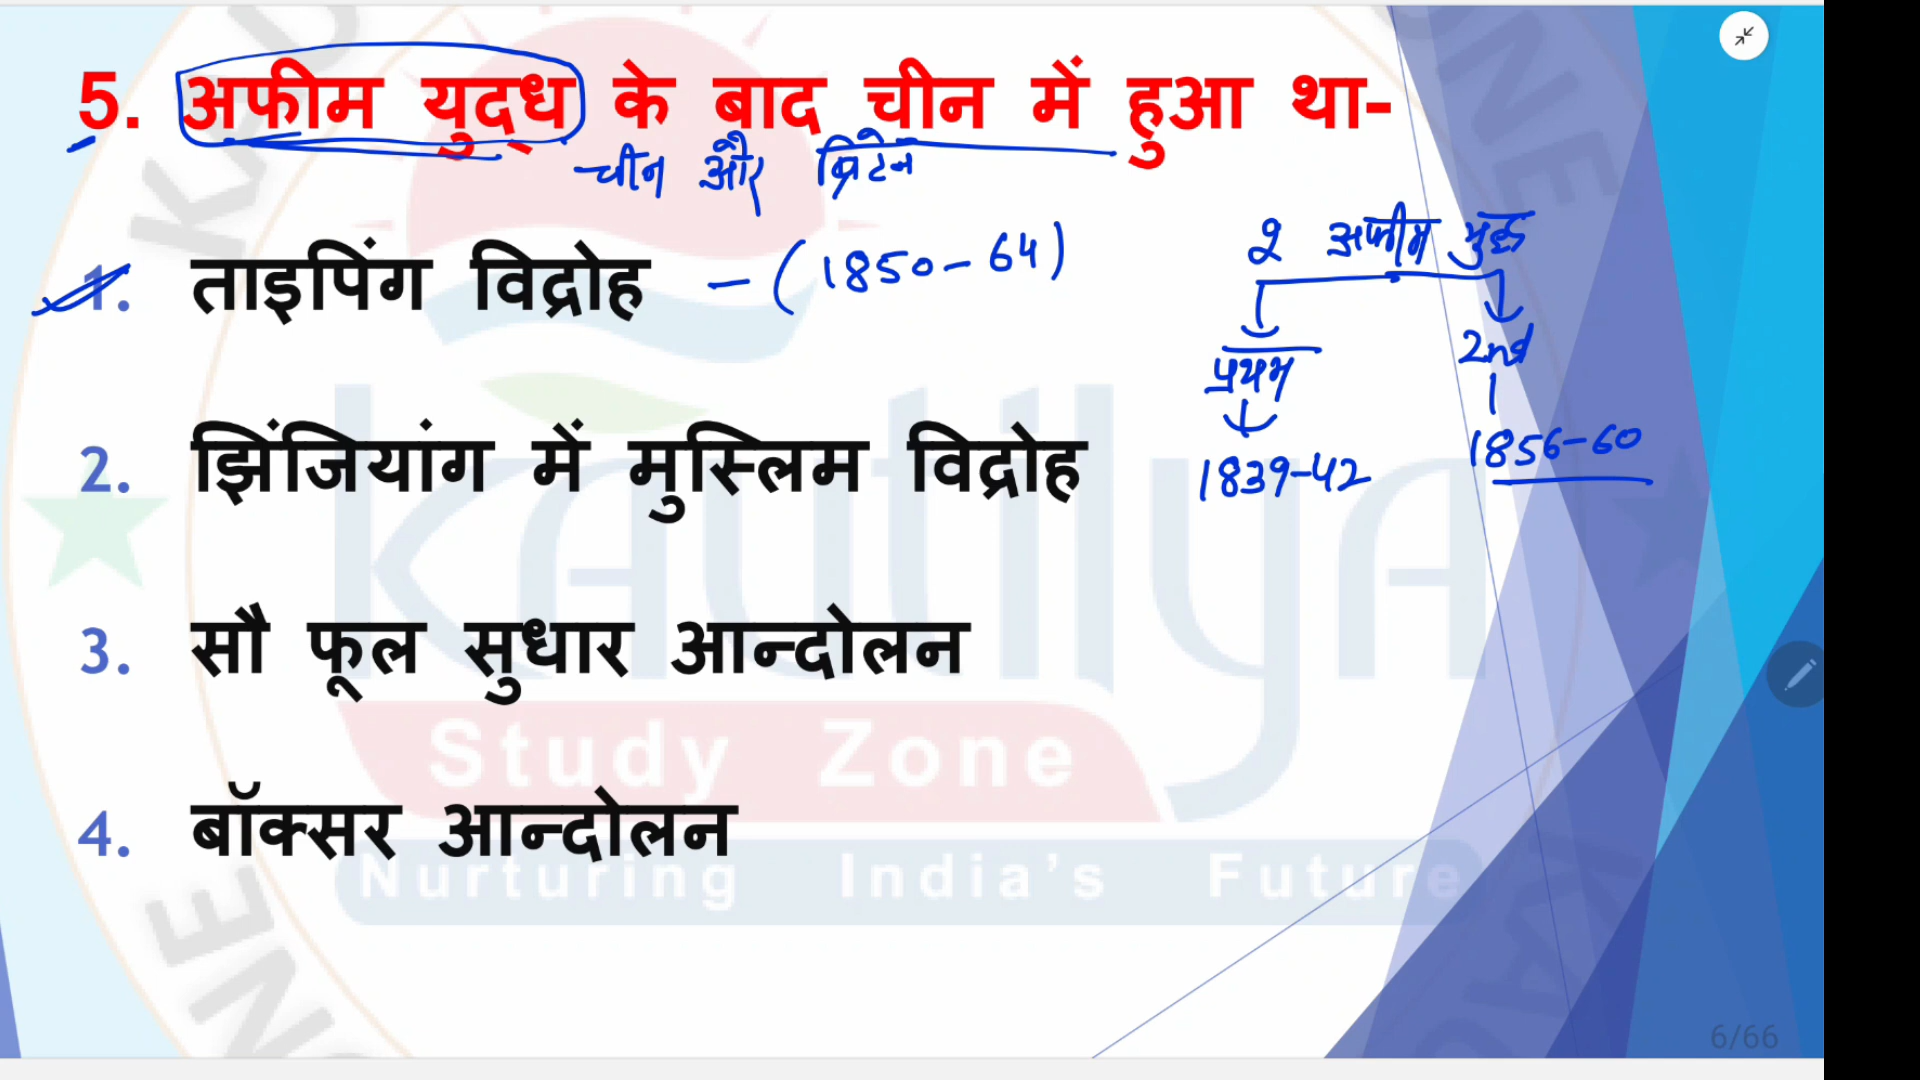 5. अफीम युद्ध के बाद चीन में हुआ था-
चीन और ब्रिटेन
1. ताइपिंग विद्रोह - (1850-64)
2 अफीम युद्ध
प्रथम 2nd
1839-42 1856-60
2. झिंजियांग में मुस्लिम विद्रोह
3. सौ फूल सुधार आन्दोलन
4. बॉक्सर आन्दोलन
KAUTILYA
Study Zone
Nurturing India's Future
6/66